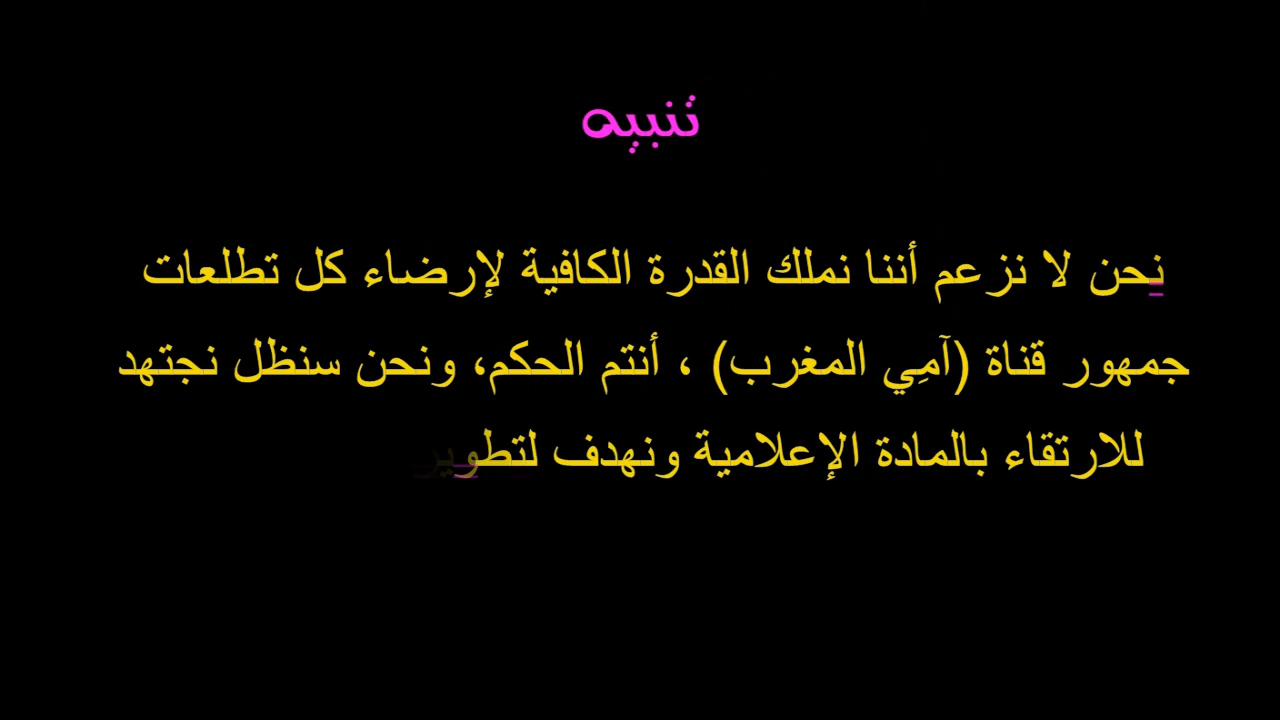 تنبيه
نحن لا نزعم أننا نملك القدرة الكافية لإرضاء كل تطلعات
جمهور قناة (آمِي المغرب) ، أنتم الحكم، ونحن سنظل نجتهد
للارتقاء بالمادة الإعلامية ونهدف لتطوير